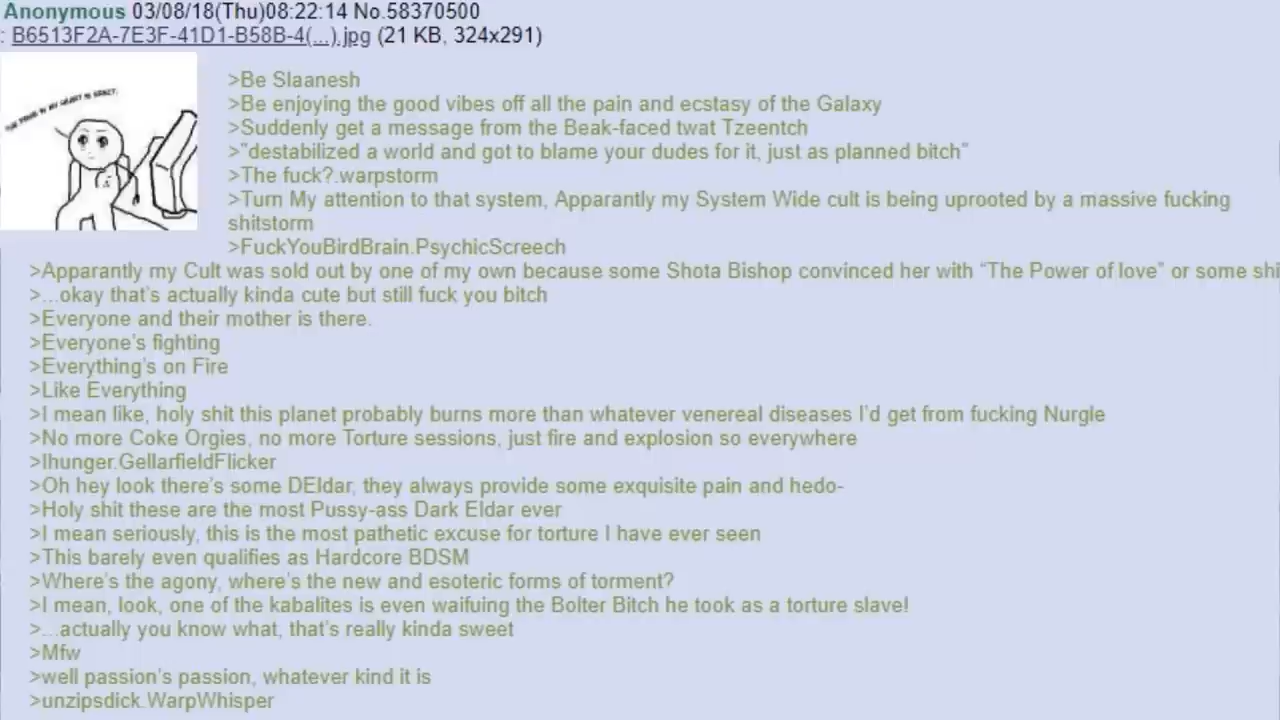 Anonymous 03/08/18(Thu)08:22:14 No.58370500
: B6513F2A-7E3F-41D1-B58B-4(...).jpg (21 KB, 324x291)
>Be Slaanesh
>Be enjoying the good vibes off all the pain and ecstasy of the Galaxy
>Suddenly get a message from the Beak-faced twat Tzeentch
>"destabilized a world and got to blame your dudes for it, just as planned bitch"
>The fuck?.warpstorm
>Turn My attention to that system, Apparantly my System Wide cult is being uprooted by a massive fucking
shitstorm
>FuckYouBirdBrain.PsychicScreech
>Apparantly my Cult was sold out by one of my own because some Shota Bishop convinced her with “The Power of love” or some shi
>...okay that's actually kinda cute but still fuck you bitch
>Everyone and their mother is there.
>Everyone's fighting
>Everything's on Fire
>Like Everything
>I mean like, holy shit this planet probably burns more than whatever venereal diseases I'd get from fucking Nurgle
>No more Coke Orgies, no more Torture sessions, just fire and explosion so everywhere
>Ihunger.GellarfieldFlicker
>Oh hey look there's some DEldar, they always provide some exquisite pain and hedo-
>Holy shit these are the most Pussy-ass Dark Eldar ever
>I mean seriously, this is the most pathetic excuse for torture I have ever seen
>This barely even qualifies as Hardcore BDSM
>Where's the agony, where's the new and esoteric forms of torment?
>I mean, look, one of the kabalites is even waifuing the Bolter Bitch he took as a torture slave!
>...actually you know what, that's really kinda sweet
>Mfw
>well passion's passion, whatever kind it is
>unzipsdick.WarpWhisper